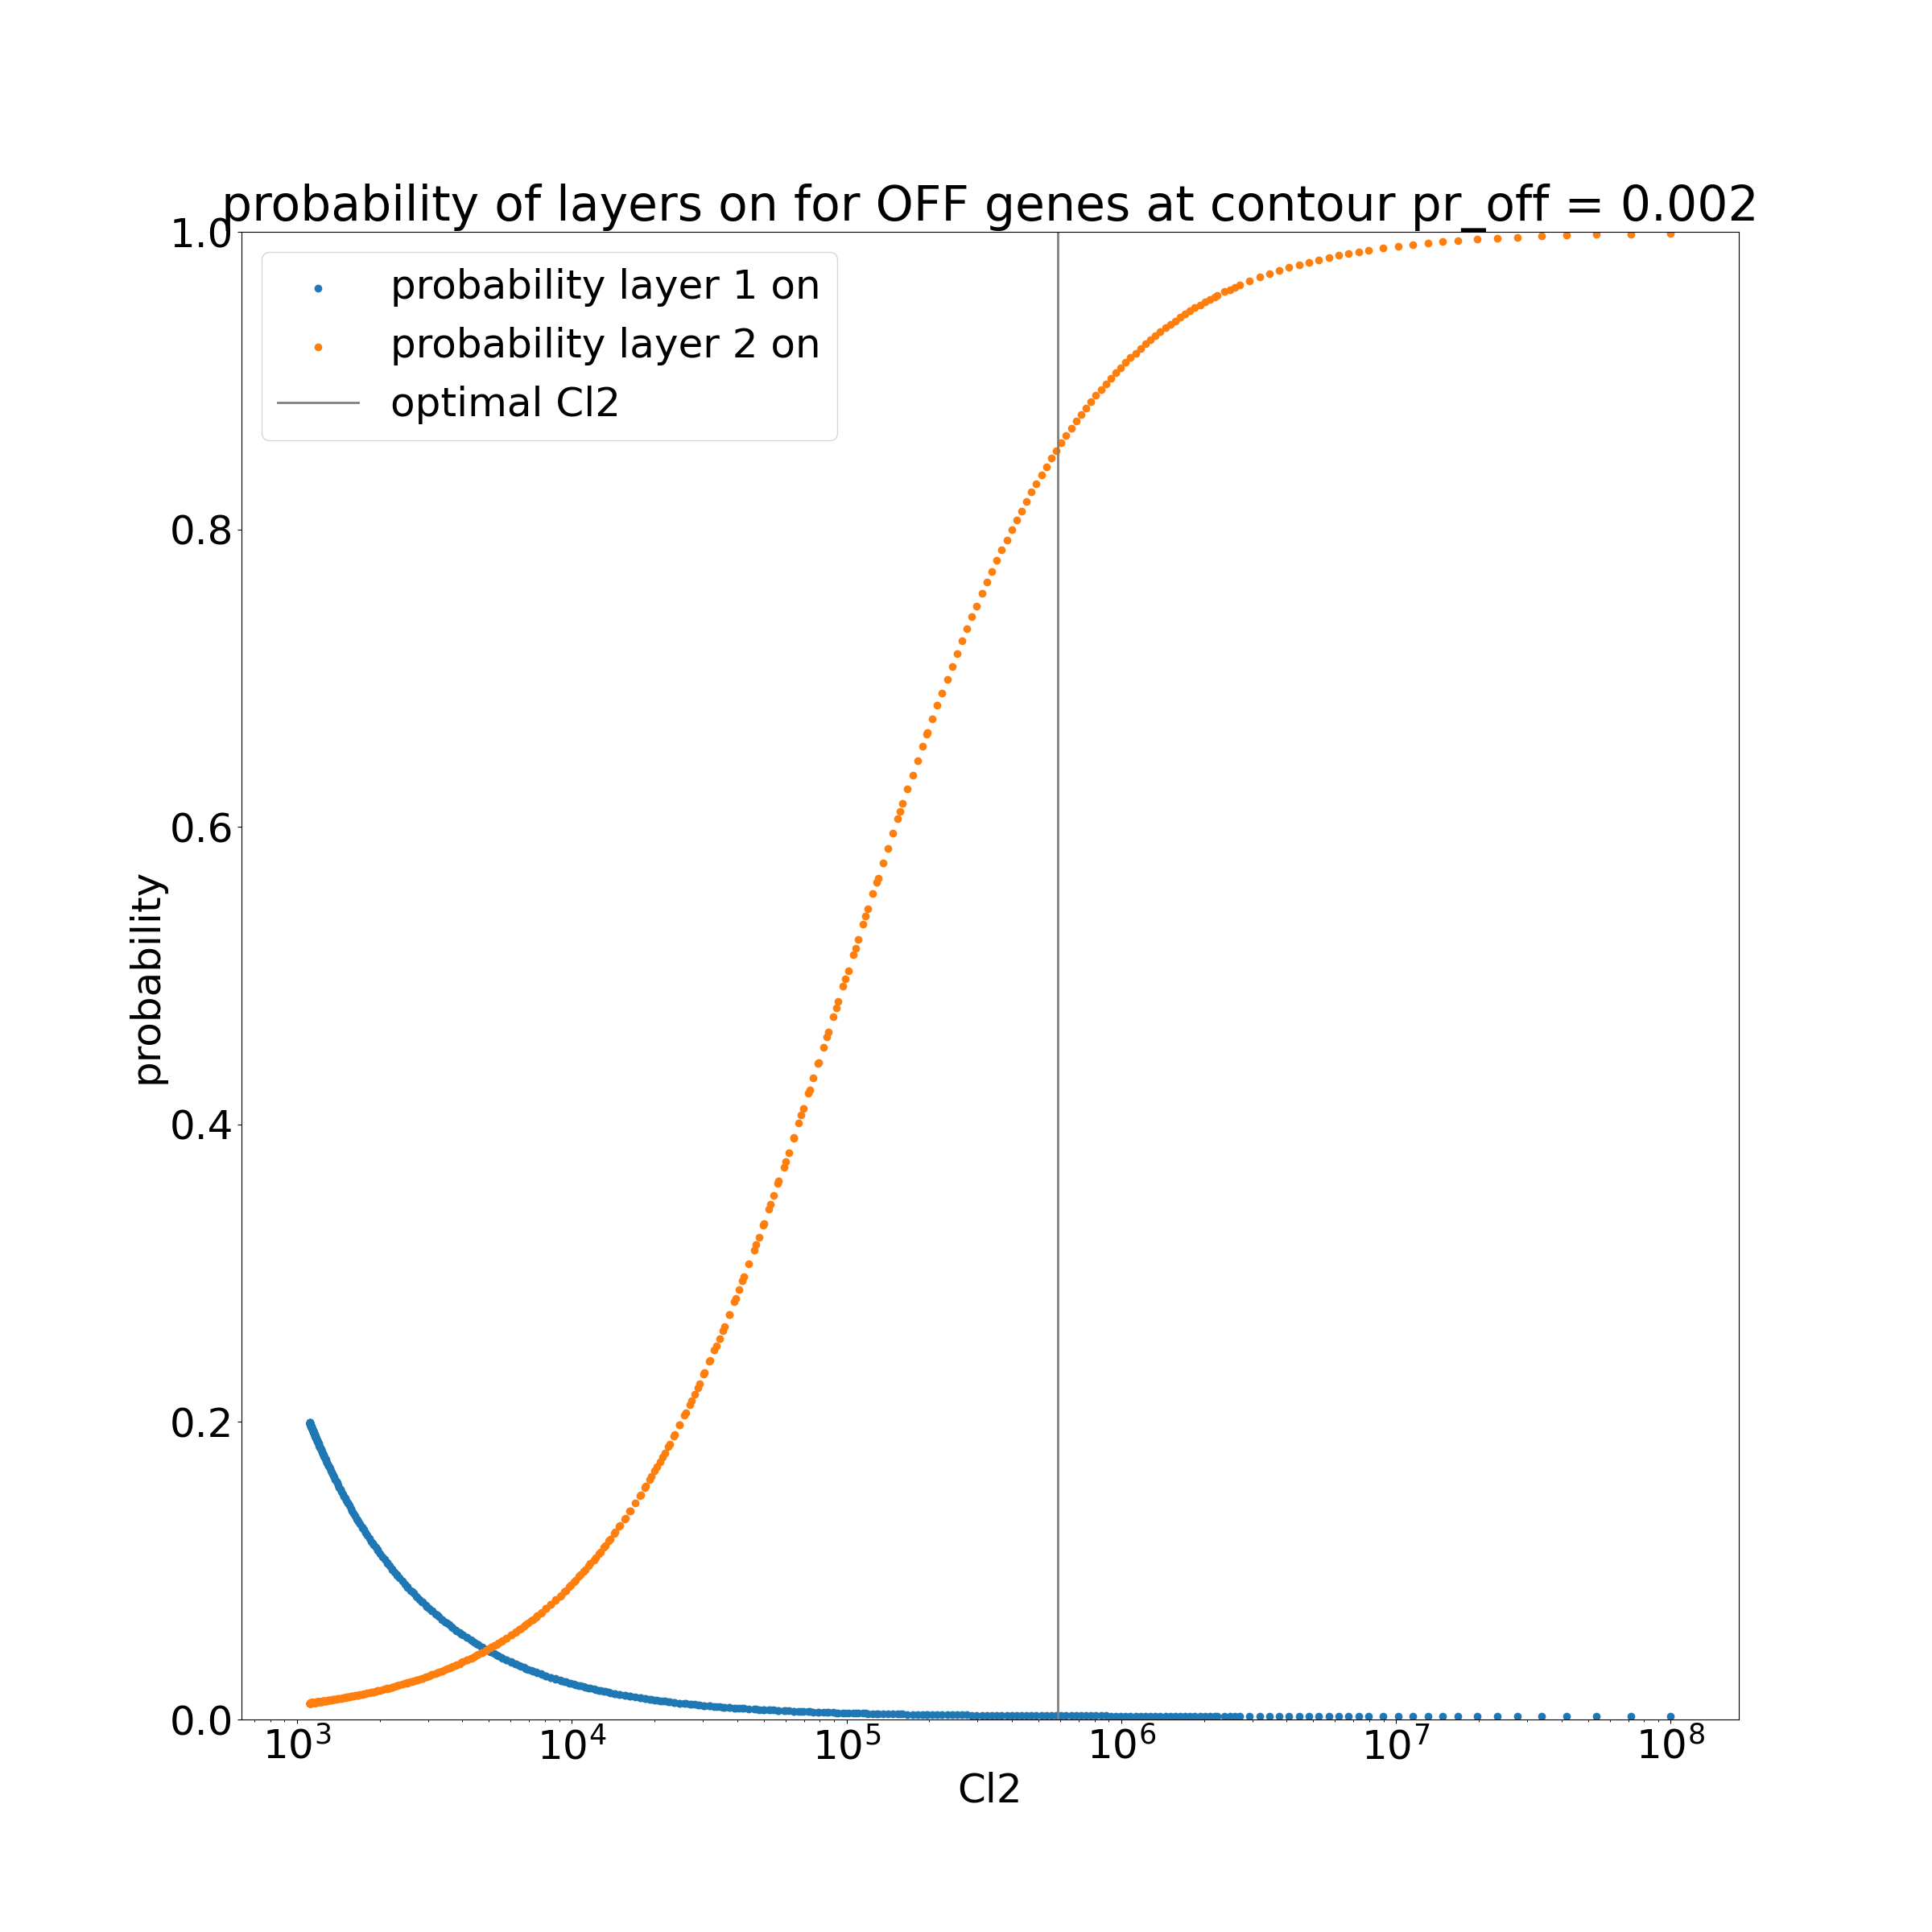 probability of layers on for OFF genes at contour pr_off = 0.002
probability layer 1 on
probability layer 2 on
optimal Cl2
probability
1.0
0.8
0.6
0.4
0.2
0.0
10³ 10⁴ 10⁵ 10⁶ 10⁷ 10⁸
Cl2